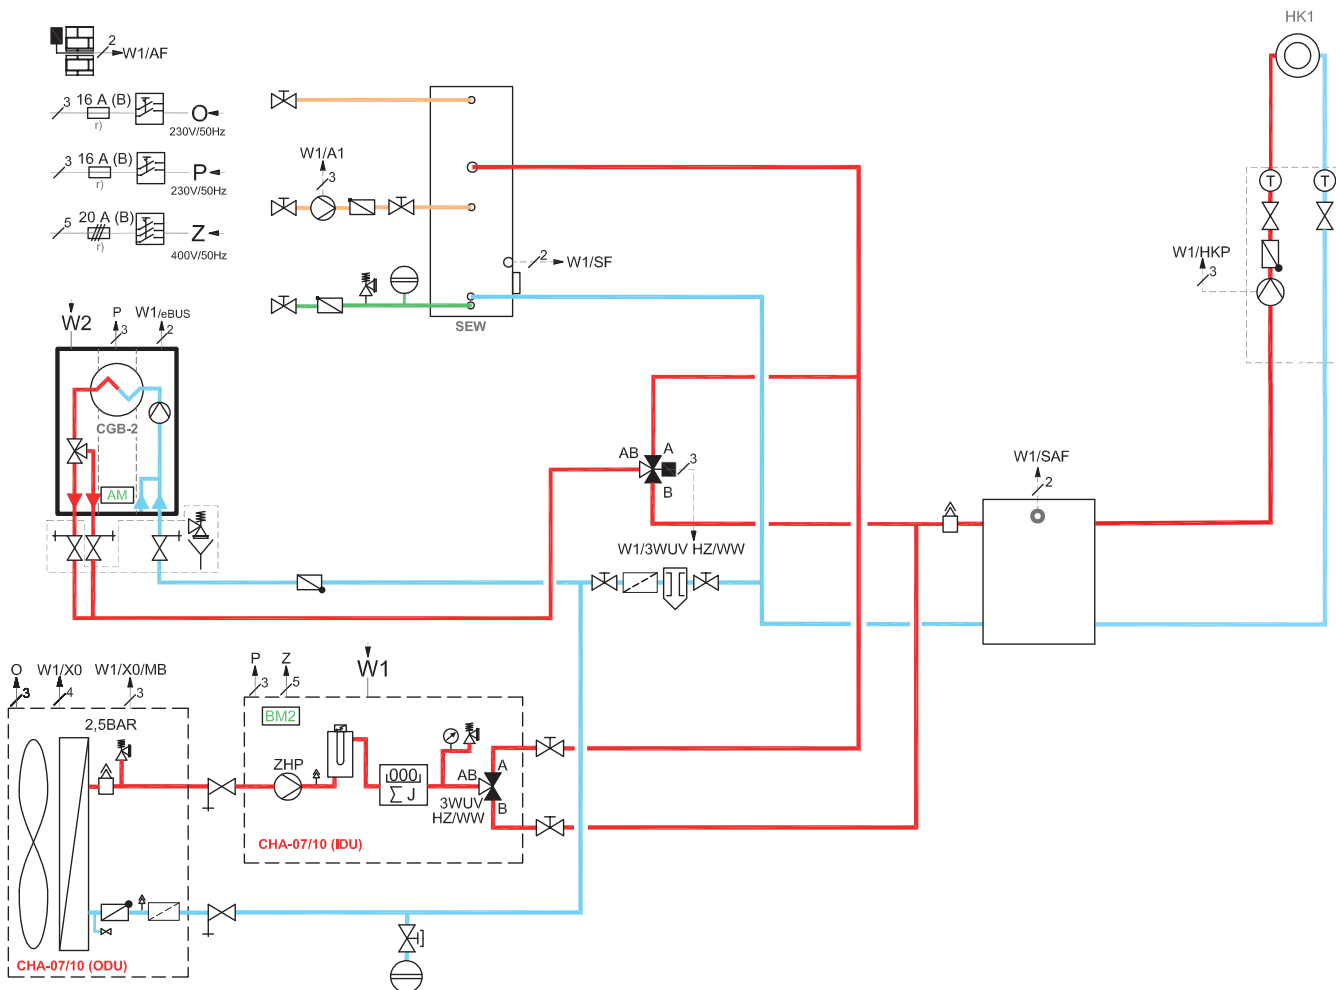 HK1
2
W1/AF
3
16 A (B)
r)
O
230V/50Hz
3
16 A (B)
r)
P
230V/50Hz
5
20 A (B)
r)
Z
400V/50Hz
W1/A1
3
2
W1/SF
SEW
W1/HKP
3
T
T
W2
P
3
W1/eBUS
2
CGB-2
AM
AB
A
B
3
W1/3WUV HZ/WW
W1/SAF
2
O
3
W1/X0
4
W1/X0/MB
3
2,5BAR
CHA-07/10 (ODU)
P
3
Z
5
W1
BM2
ZHP
000
∑ J
AB
A
B
3WUV
HZ/WW
CHA-07/10 (IDU)